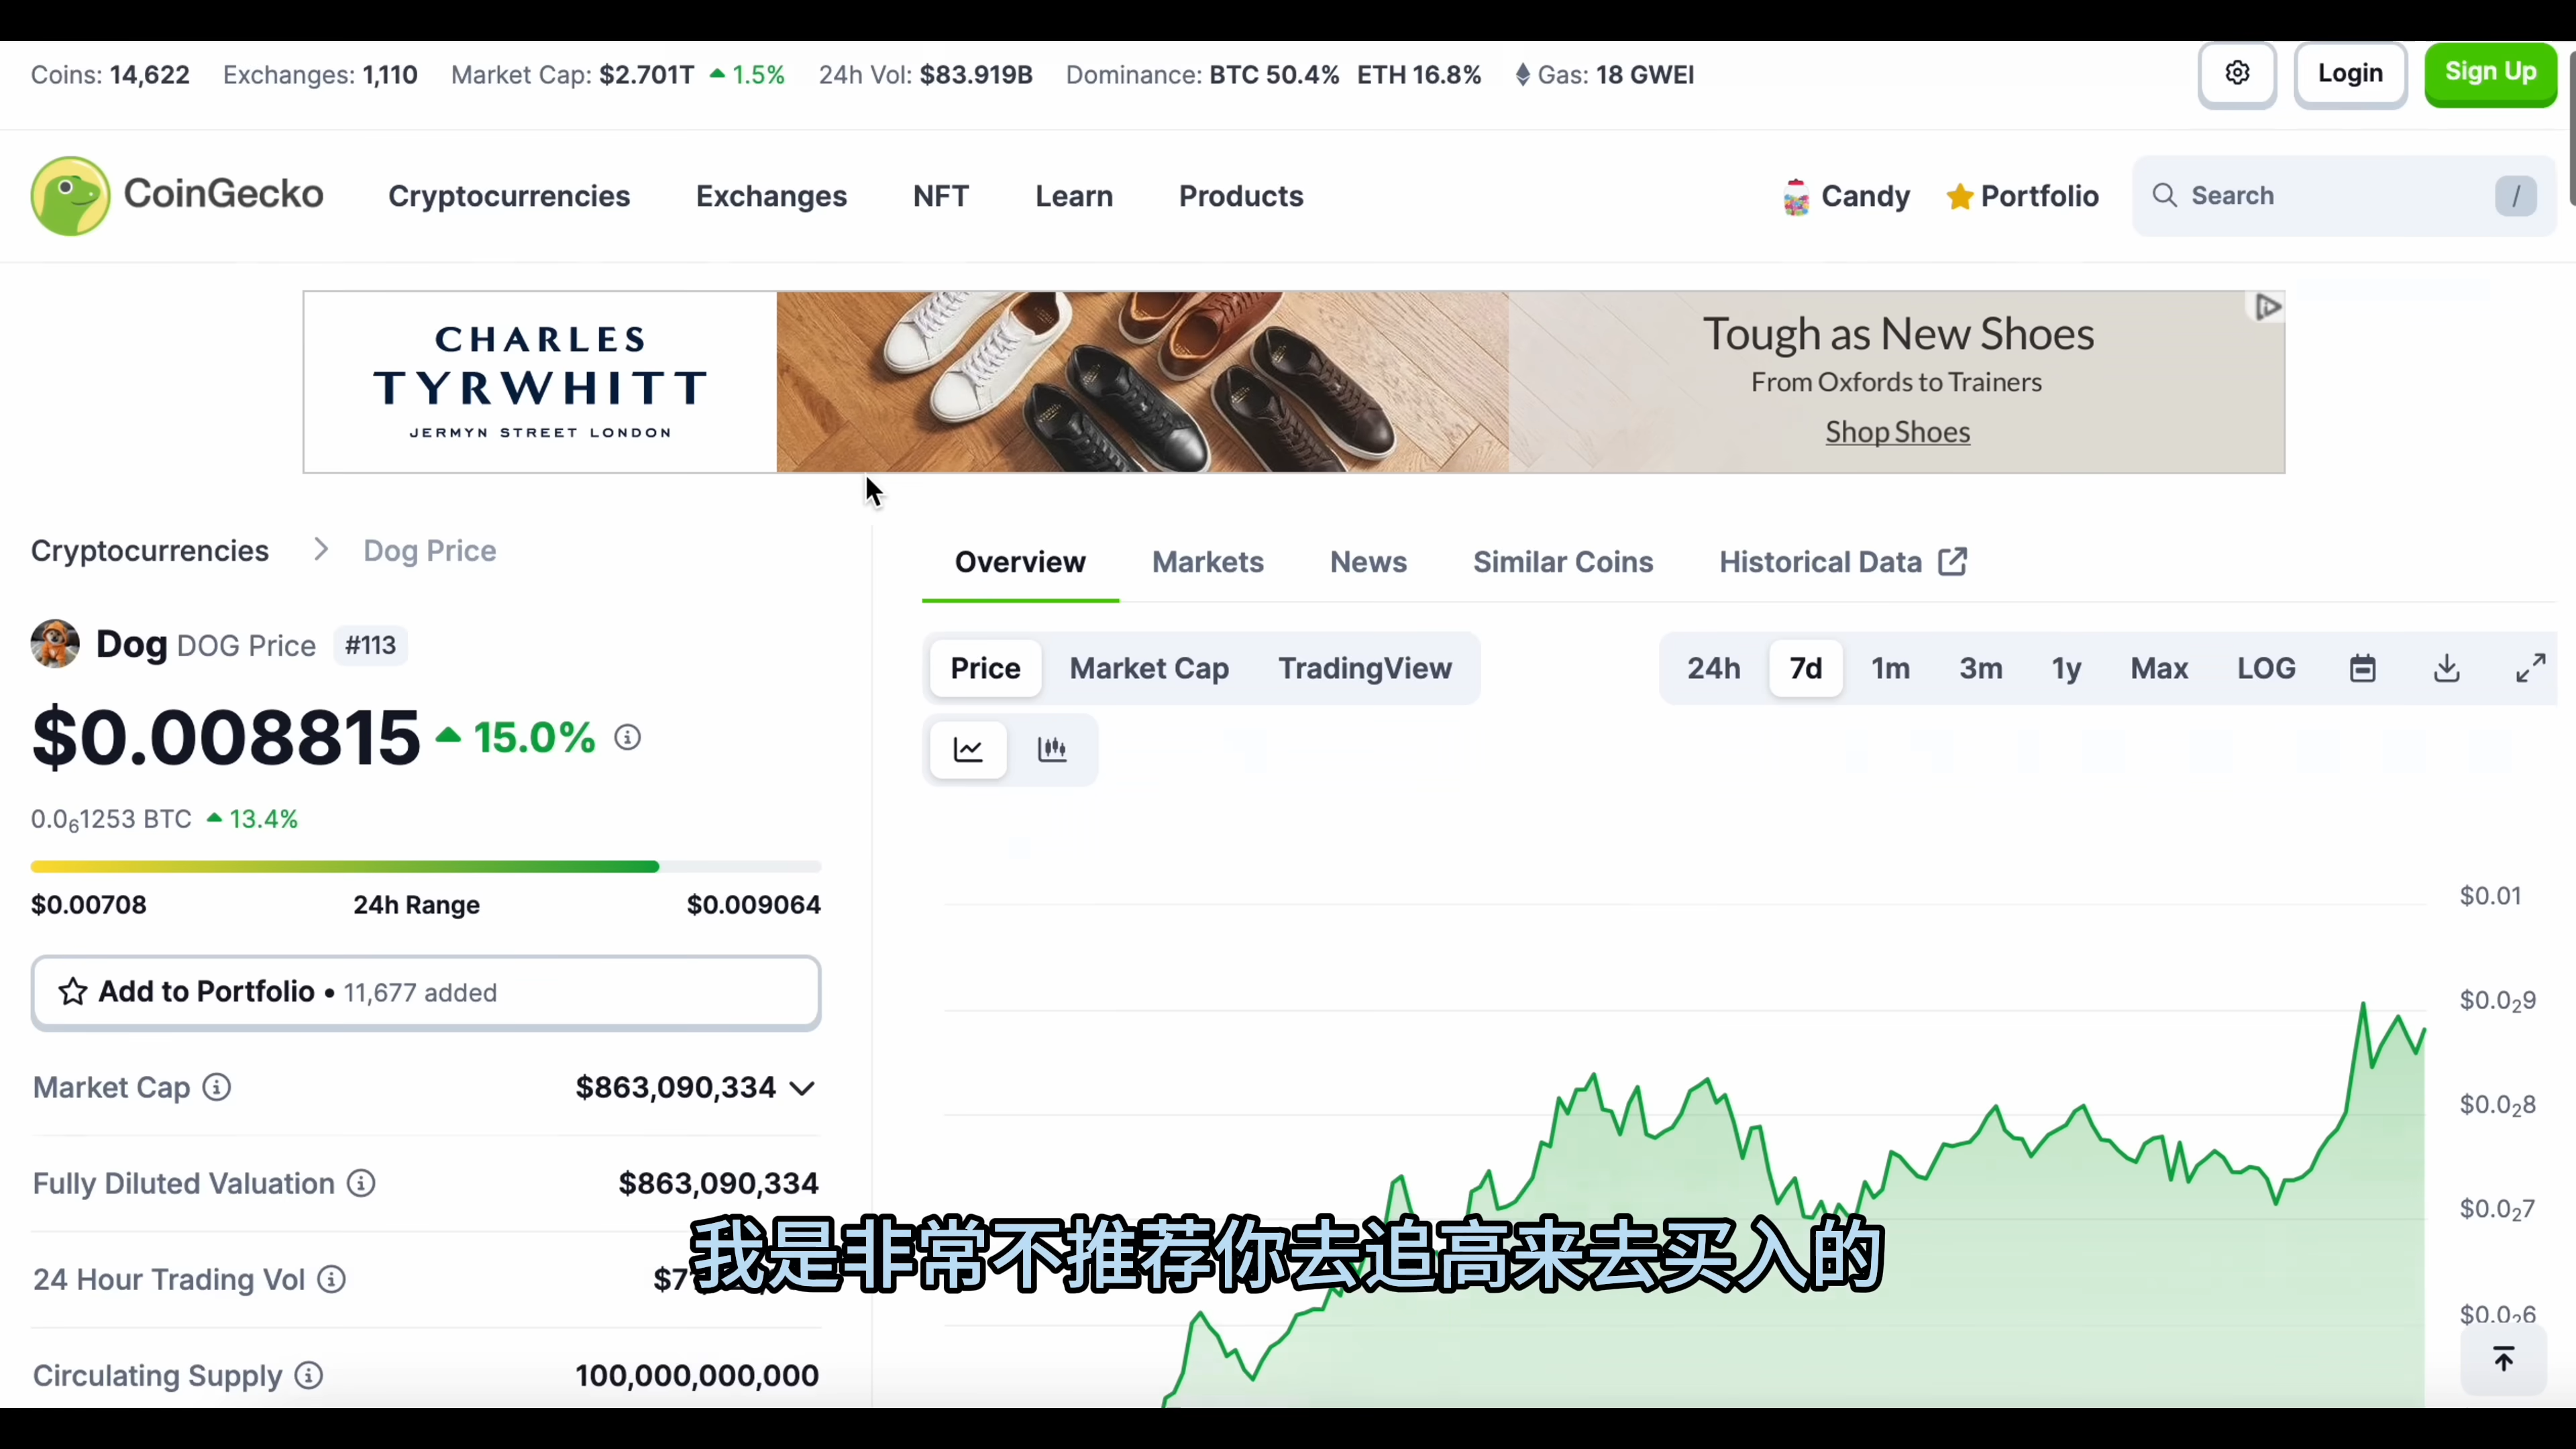 Coins: 14,622 Exchanges: 1,110 Market Cap: $2.701T 1.5% 24h Vol: $83.919B Dominance: BTC 50.4% ETH 16.8% Gas: 18 GWEI Login Sign Up
CoinGecko Cryptocurrencies Exchanges NFT Learn Products Candy Portfolio Search /
CHARLES
TYRWHITT
JERMYN STREET LONDON
Tough as New Shoes
From Oxfords to Trainers
Shop Shoes
Cryptocurrencies > Dog Price
Dog DOG Price #113
$0.008815 15.0%
0.0₆1253 BTC 13.4%
$0.00708 24h Range $0.009064
Add to Portfolio • 11,677 added
Market Cap $863,090,334
Fully Diluted Valuation $863,090,334
24 Hour Trading Vol
Circulating Supply 100,000,000,000
Overview Markets News Similar Coins Historical Data
Price Market Cap TradingView 24h 7d 1m 3m 1y Max LOG
$0.01
$0.0₂9
$0.0₂8
$0.0₂7
$0.0₂6
我是非常不推荐你去追高来去买入的